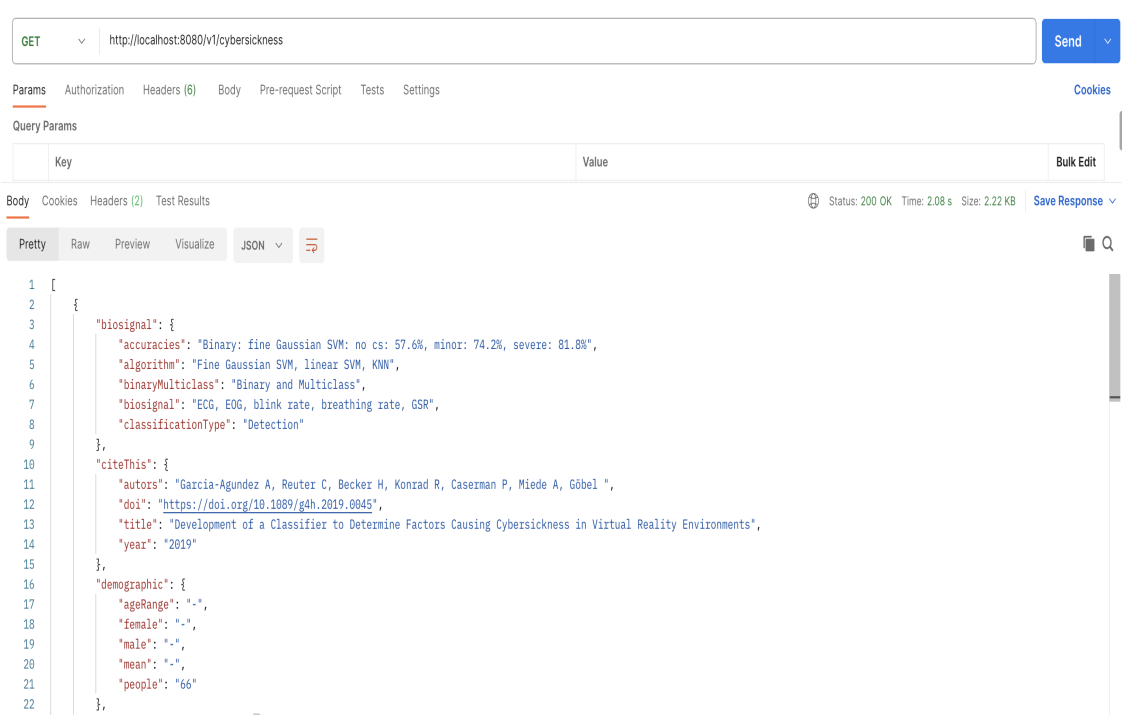 GET http://localhost:8080/v1/cybersickness Send
Params Authorization Headers (6) Body Pre-request Script Tests Settings Cookies
Query Params
Key Value Bulk Edit
Body Cookies Headers (2) Test Results Status: 200 OK Time: 2.08 s Size: 2.22 KB Save Response
Pretty Raw Preview Visualize JSON
1 [
2 {
3 "biosignal": {
4 "accuracies": "Binary: fine Gaussian SVM: no cs: 57.6%, minor: 74.2%, severe: 81.8%",
5 "algorithm": "Fine Gaussian SVM, linear SVM, KNN",
6 "binaryMulticlass": "Binary and Multiclass",
7 "biosignal": "ECG, EOG, blink rate, breathing rate, GSR",
8 "classificationType": "Detection"
9 },
10 "citeThis": {
11 "autors": "Garcia-Agundez A, Reuter C, Becker H, Konrad R, Caserman P, Miede A, Göbel ",
12 "doi": "https://doi.org/10.1089/g4h.2019.0045",
13 "title": "Development of a Classifier to Determine Factors Causing Cybersickness in Virtual Reality Environments",
14 "year": "2019"
15 },
16 "demographic": {
17 "ageRange": "-",
18 "female": "-",
19 "male": "-",
20 "mean": "-",
21 "people": "66"
22 },